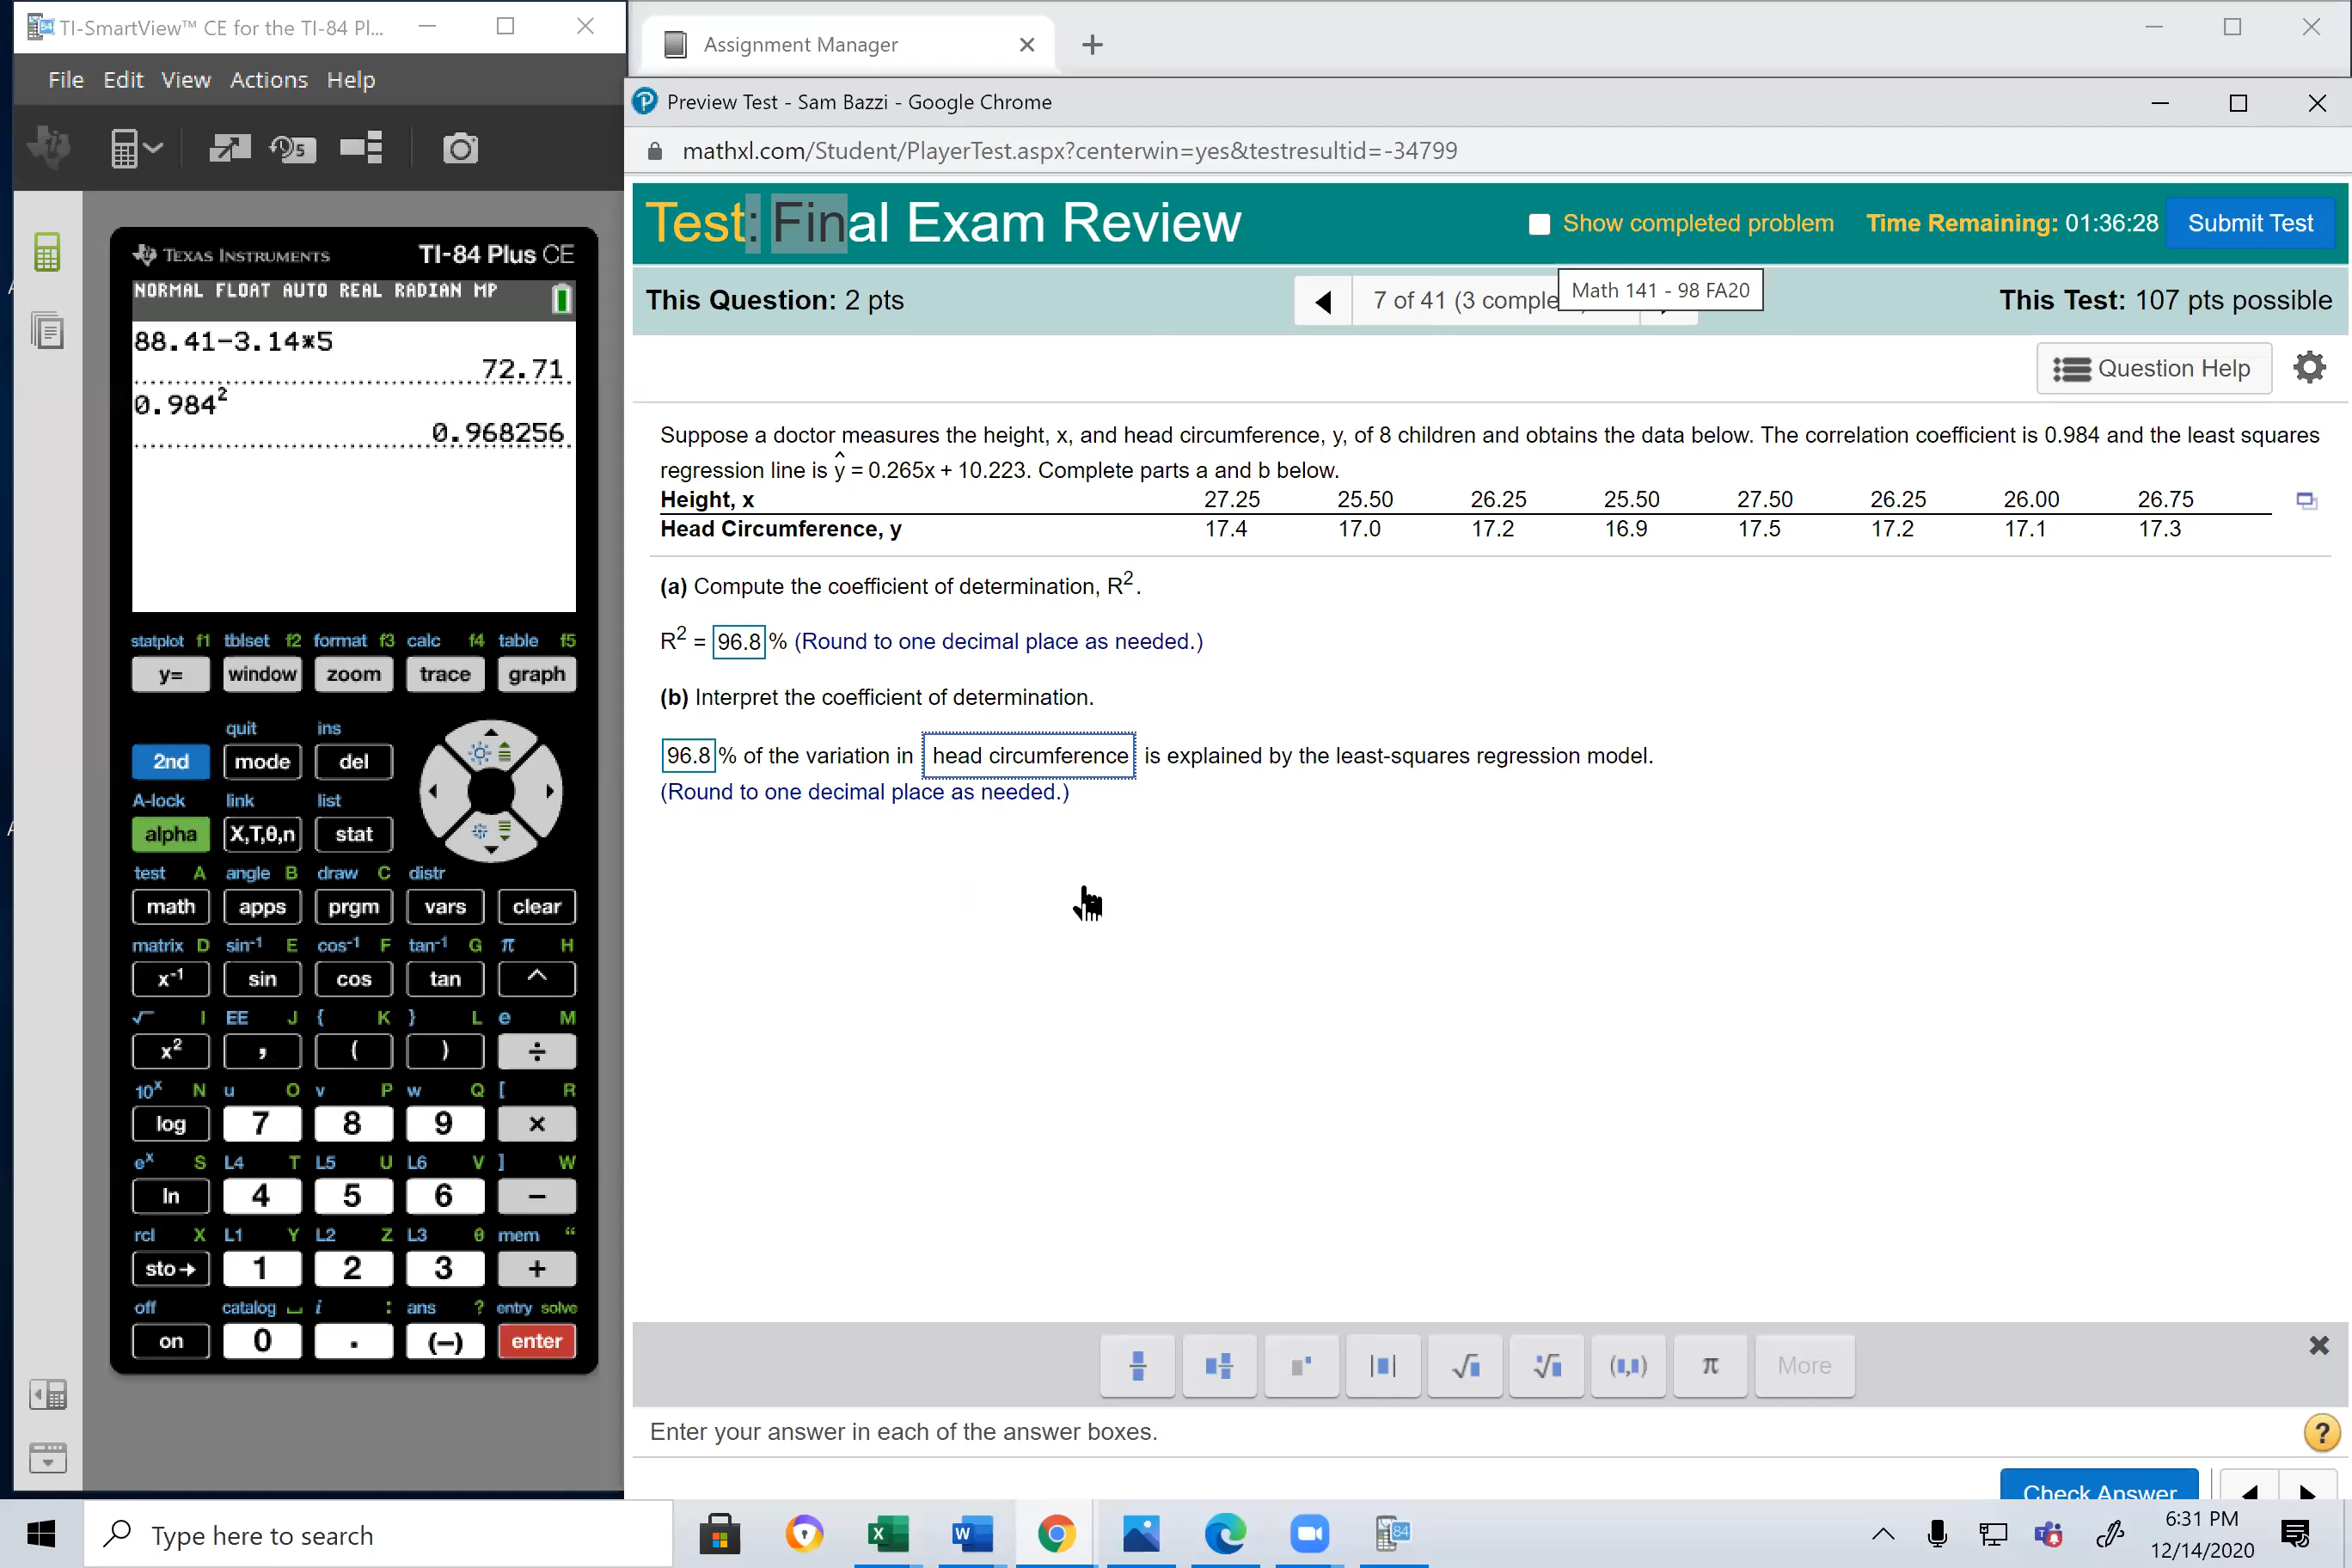 TI-SmartView™ CE for the TI-84 Pl...
File Edit View Actions Help
TEXAS INSTRUMENTS TI-84 Plus CE
NORMAL FLOAT AUTO REAL RADIAN MP
88.41-3.14*5
72.71
0.984²
0.968256
statplot f1 tblset f2 format f3 calc f4 table f5
y= window zoom trace graph
quit ins
2nd mode del
A-lock link list
alpha X,T,θ,n stat
test A angle B draw C distr
math apps prgm vars clear
matrix D sin⁻¹ E cos⁻¹ F tan⁻¹ G π H
x⁻¹ sin cos tan ^
√ I EE J { K } L e M
x² , ( ) ÷
10ˣ N u O v P w Q [ R
log 7 8 9 ×
eˣ S L4 T L5 U L6 V ] W
ln 4 5 6 −
rcl X L1 Y L2 Z L3 θ mem “
sto→ 1 2 3 +
off catalog ⎵ i : ans ? entry solve
on 0 . (−) enter
Assignment Manager
Preview Test - Sam Bazzi - Google Chrome
mathxl.com/Student/PlayerTest.aspx?centerwin=yes&testresultid=-34799
Test: Final Exam Review Show completed problem Time Remaining: 01:36:28 Submit Test
This Question: 2 pts 7 of 41 (3 comple Math 141 - 98 FA20 This Test: 107 pts possible
Question Help
Suppose a doctor measures the height, x, and head circumference, y, of 8 children and obtains the data below. The correlation coefficient is 0.984 and the least squares
regression line is ŷ = 0.265x + 10.223. Complete parts a and b below.
Height, x 27.25 25.50 26.25 25.50 27.50 26.25 26.00 26.75
Head Circumference, y 17.4 17.0 17.2 16.9 17.5 17.2 17.1 17.3
(a) Compute the coefficient of determination, R².
R² = 96.8 % (Round to one decimal place as needed.)
(b) Interpret the coefficient of determination.
96.8 % of the variation in head circumference is explained by the least-squares regression model.
(Round to one decimal place as needed.)
π More
Enter your answer in each of the answer boxes.
?
Check Answer
Type here to search
6:31 PM
12/14/2020